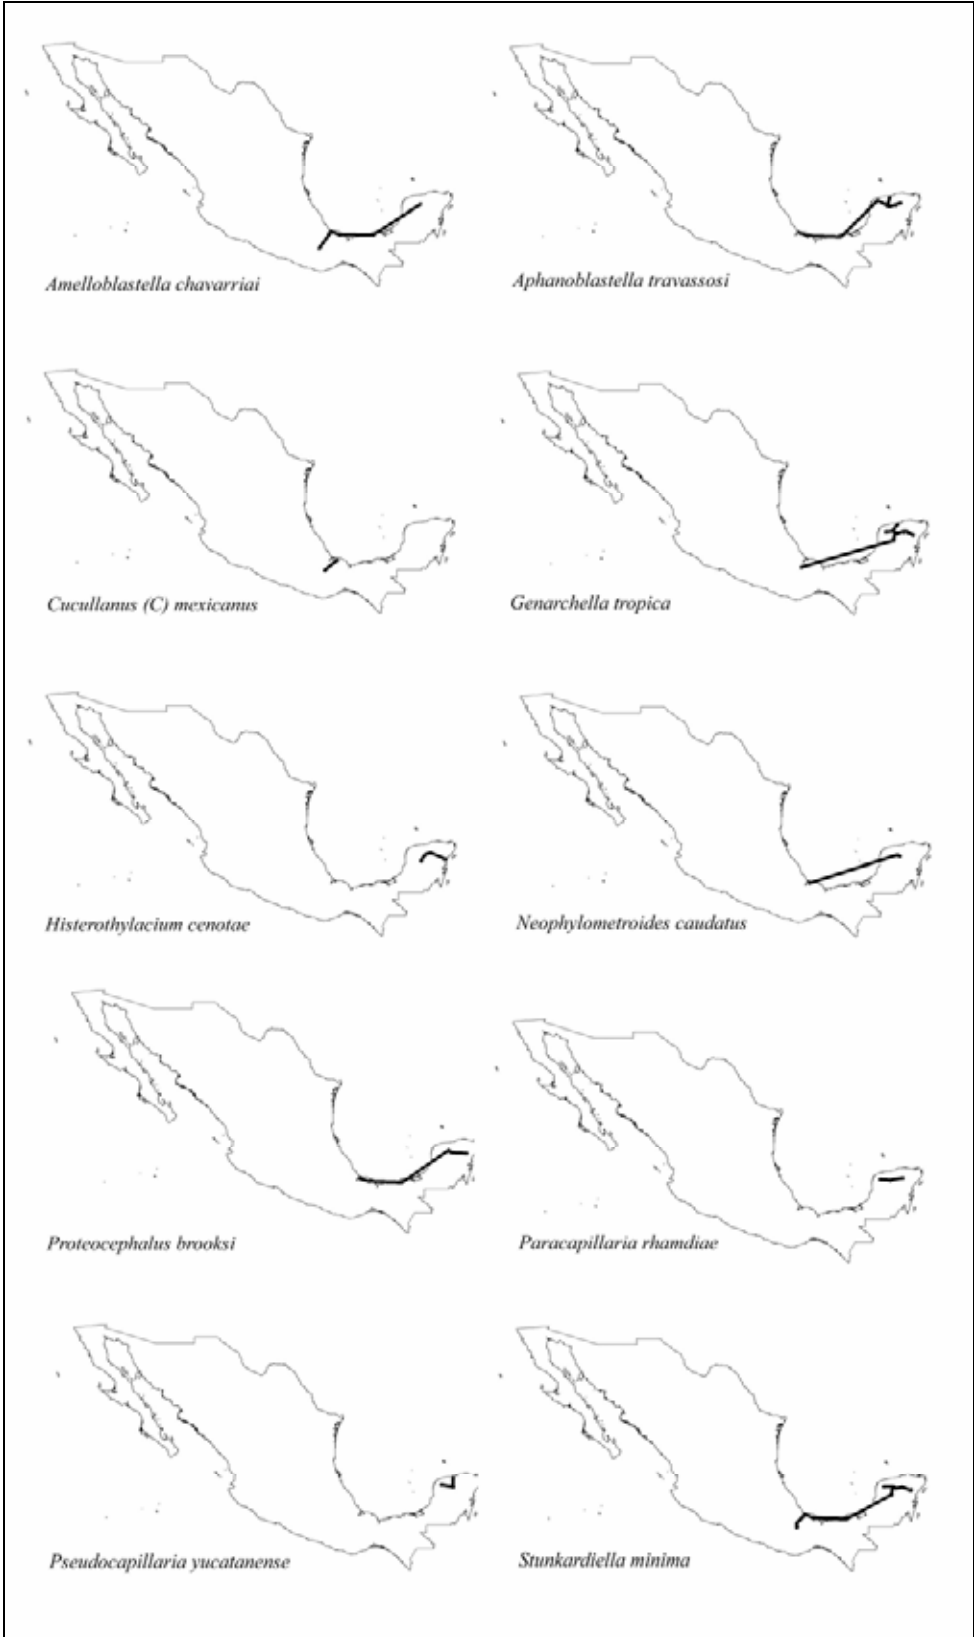 Amelloblastella chavarriai
Aphanoblastella travassosi
Cucullanus (C) mexicanus
Genarchella tropica
Histerothylacium cenotae
Neophylometroides caudatus
Proteocephalus brooksi
Paracapillaria rhamdiae
Pseudocapillaria yucatanense
Stunkardiella minima